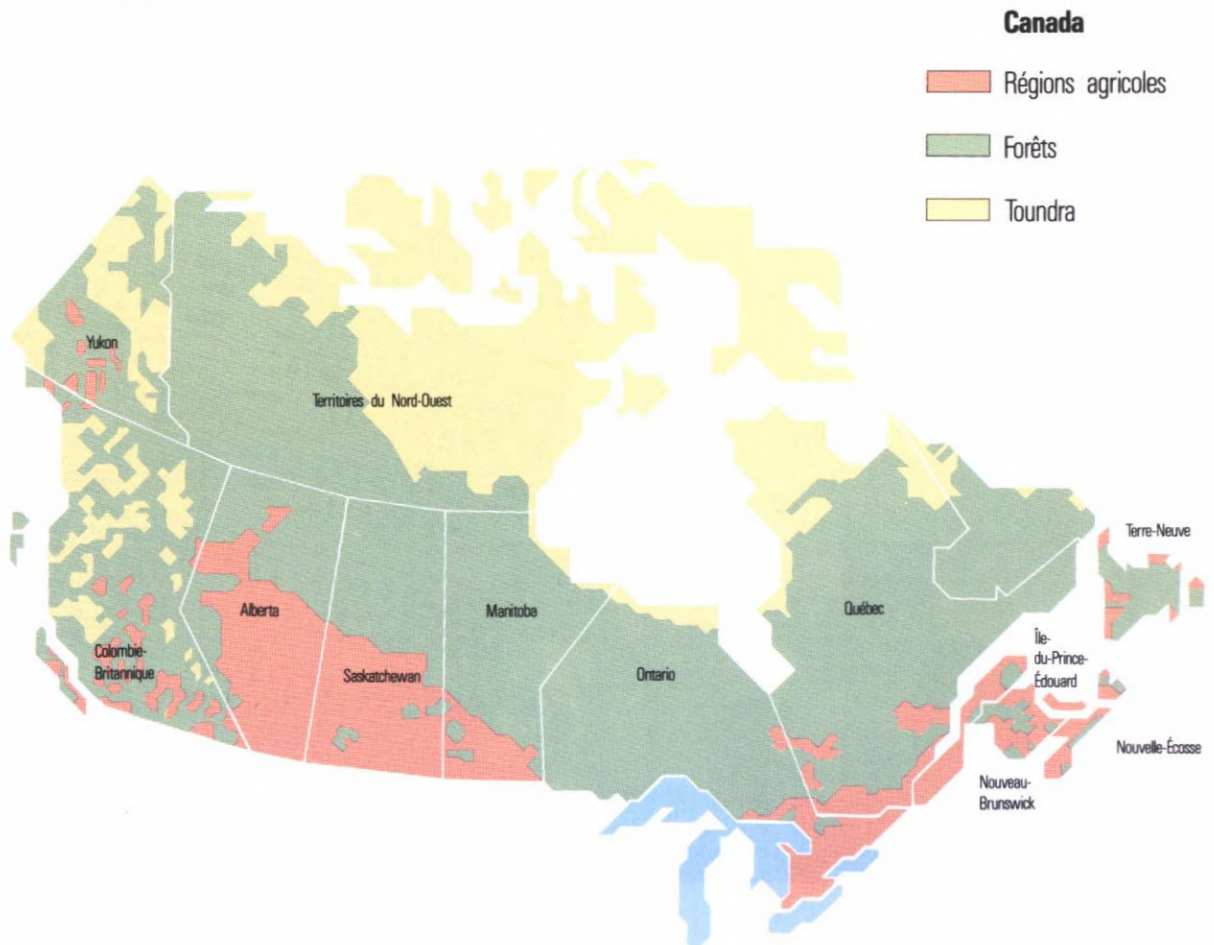 Canada
Régions agricoles
Forêts
Toundra
Yukon
Territoires du Nord-Ouest
Terre-Neuve
Alberta
Manitoba
Québec
Colombie-
Britannique
Saskatchewan
Ontario
Île-
du-Prince-
Édouard
Nouvelle-Écosse
Nouveau-
Brunswick